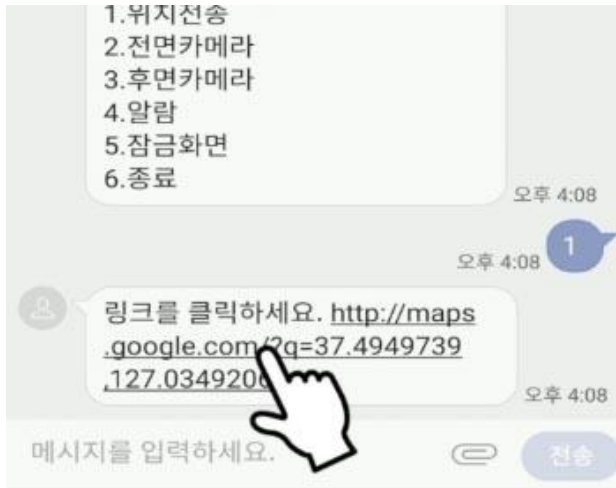 1.위치전송
2.전면카메라
3.후면카메라
4.알람
5.잠금화면
6.종료
오후 4:08
1
오후 4:08
링크를 클릭하세요. http://maps
.google.com/?q=37.4949739
,127.0349206
오후 4:08
메시지를 입력하세요.
전송